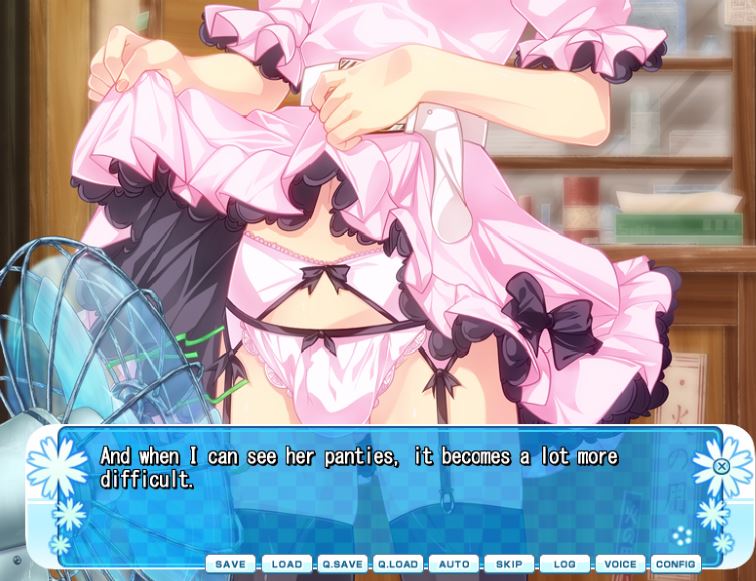 And when I can see her panties, it becomes a lot more
difficult.
SAVE
LOAD
Q.SAVE
Q.LOAD
AUTO
SKIP
LOG
VOICE
CONFIG